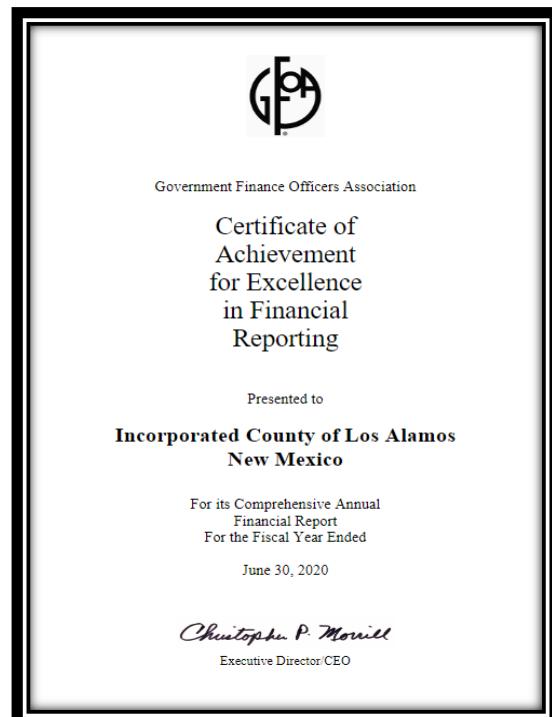 GFOA
Government Finance Officers Association
Certificate of
Achievement
for Excellence
in Financial
Reporting
Presented to
Incorporated County of Los Alamos
New Mexico
For its Comprehensive Annual
Financial Report
For the Fiscal Year Ended
June 30, 2020
Christopher P. Morrill
Executive Director/CEO